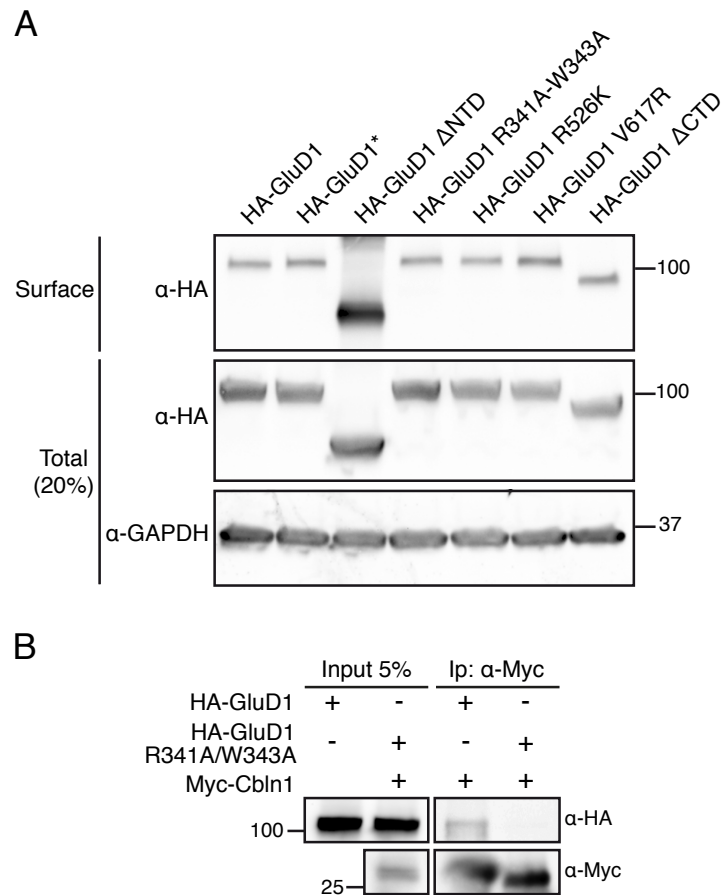 A
HA-GluD1
HA-GluD1*
HA-GluD1 ΔNTD
HA-GluD1 R341A-W343A
HA-GluD1 R526K
HA-GluD1 V617R
HA-GluD1 ΔCTD
Surface
α-HA
100
Total
(20%)
α-HA
100
α-GAPDH
37
B
Input 5% Ip: α-Myc
HA-GluD1 + - + -
HA-GluD1
R341A/W343A - + - +
Myc-Cbln1 + + +
100 α-HA
25 α-Myc